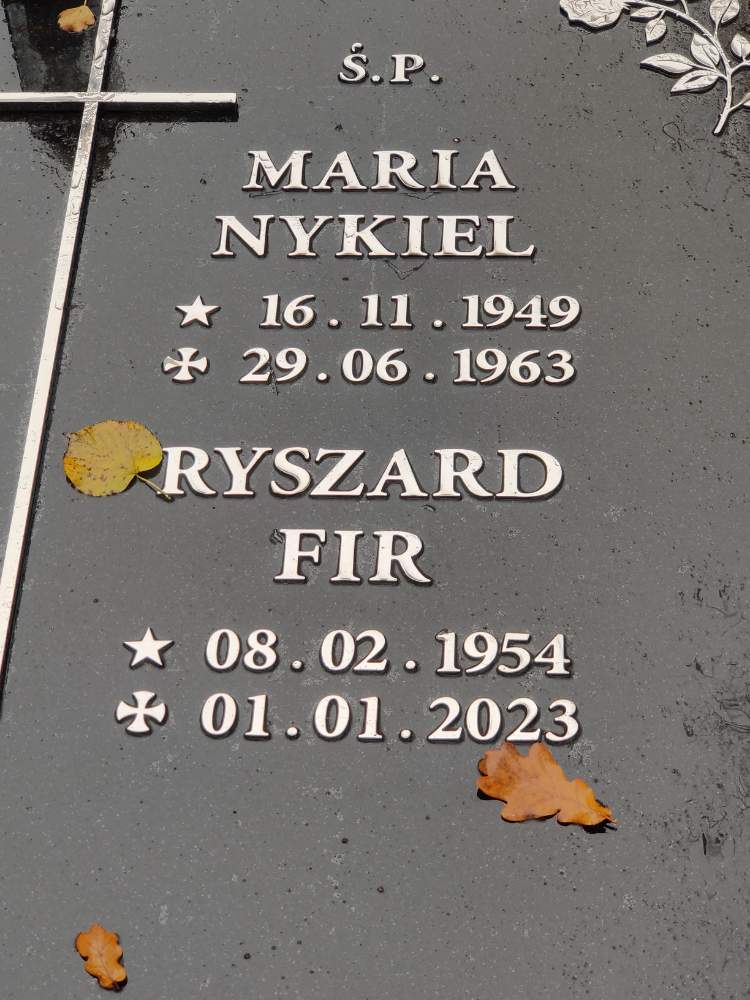 Ś.P.
MARIA
NYKIEL
16.11.1949
29.06.1963
RYSZARD
FIR
08.02.1954
01.01.2023